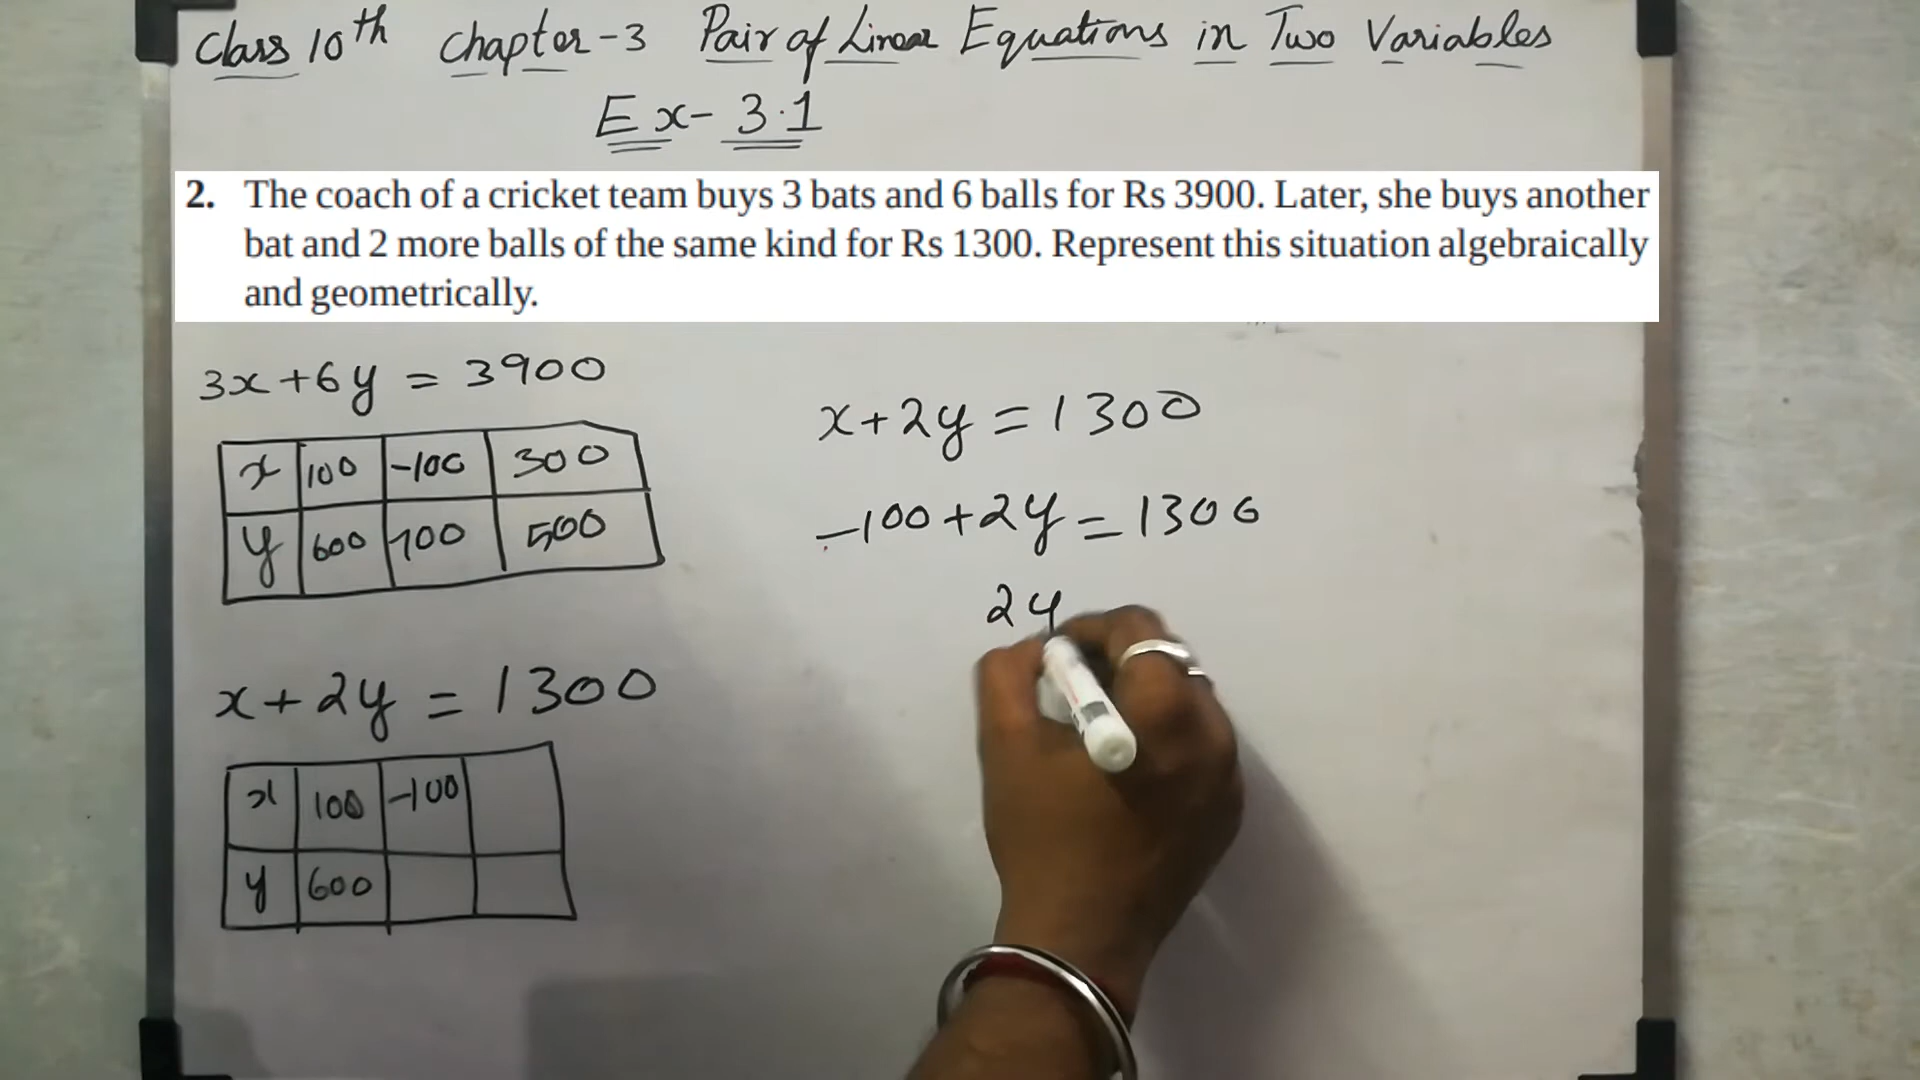 Class 10th Chapter-3 Pair of Linear Equations in Two Variables
Ex- 3.1
2. The coach of a cricket team buys 3 bats and 6 balls for Rs 3900. Later, she buys another
bat and 2 more balls of the same kind for Rs 1300. Represent this situation algebraically
and geometrically.
3x+6y = 3900
x 100 -100 300
y 600 700 500
x + 2y = 1300
x 100 -100
y 600
x+2y = 1300
-100+2y = 1300
2y